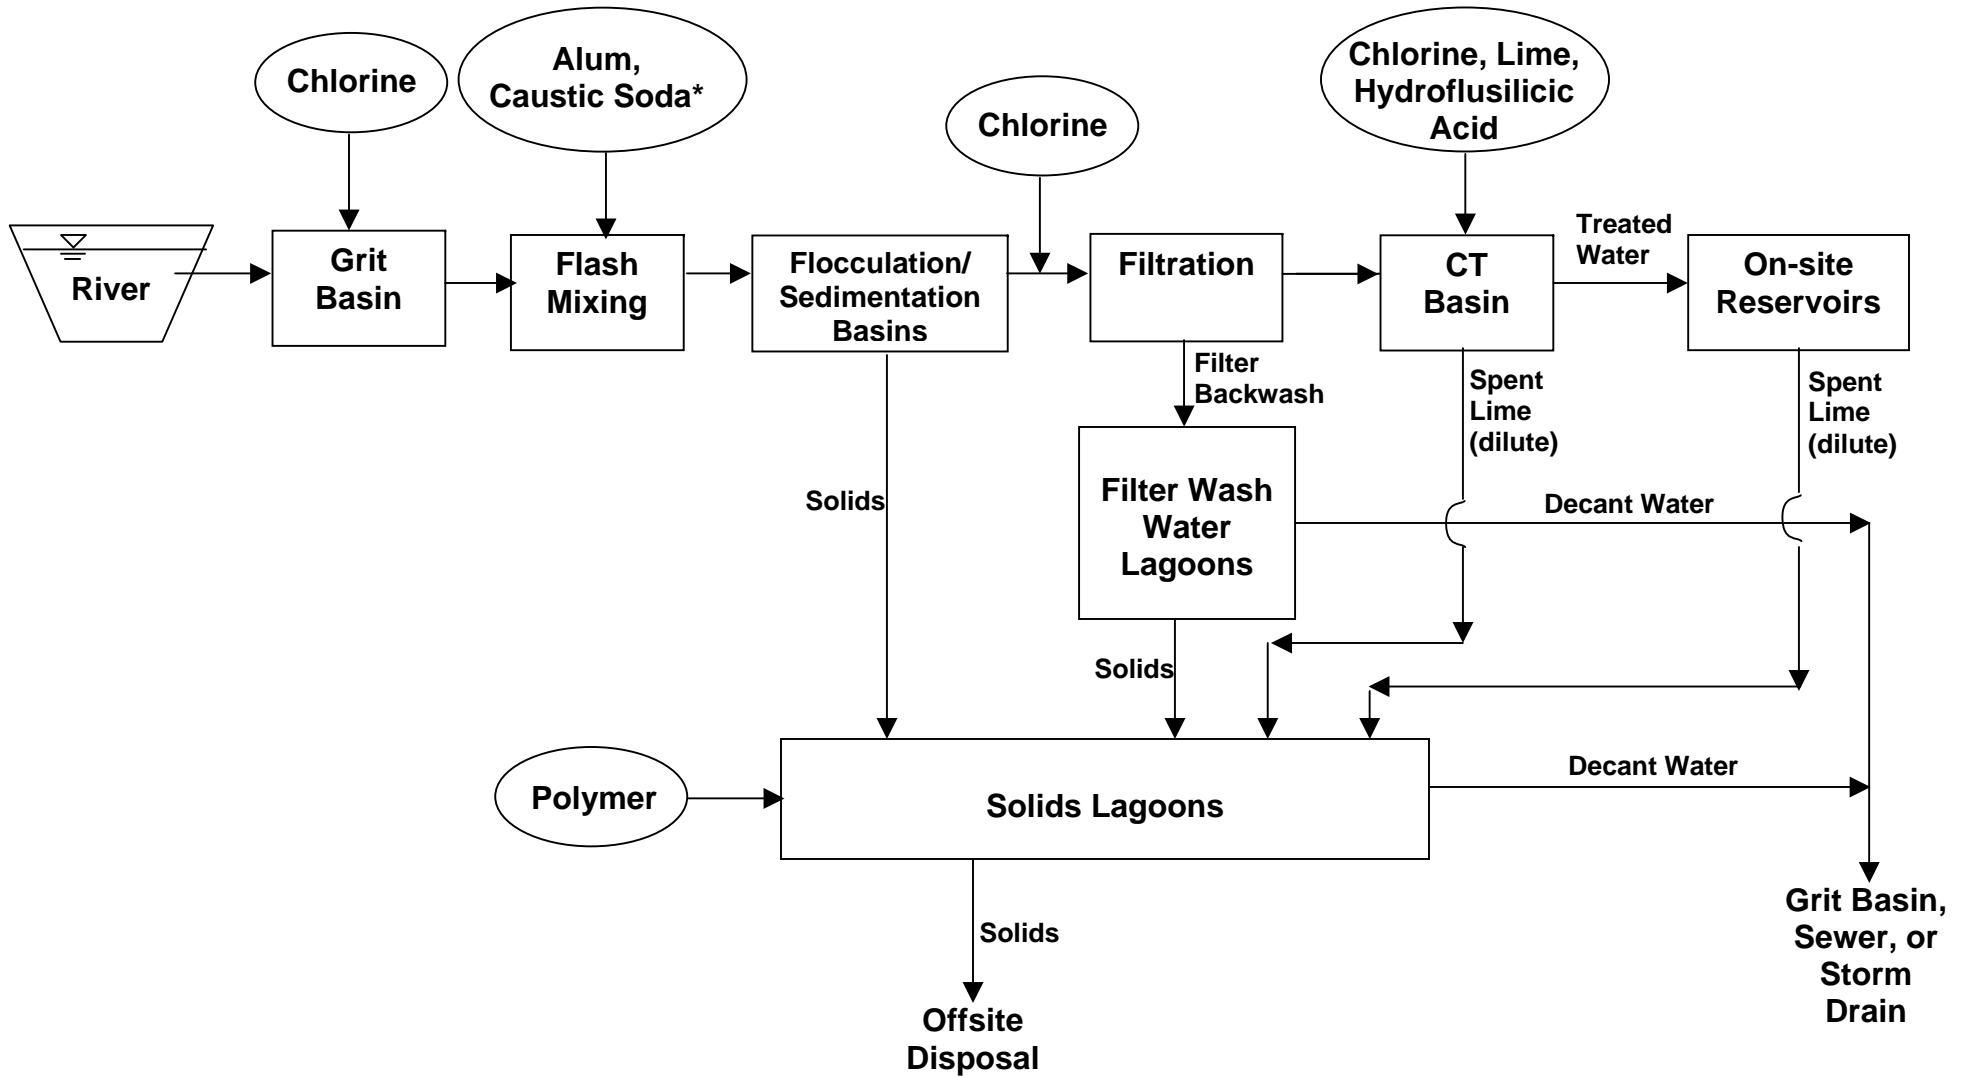 Chlorine
Alum,
Caustic Soda*
Chlorine
Chlorine, Lime,
Hydroflusilicic
Acid
River
Grit
Basin
Flash
Mixing
Flocculation/
Sedimentation
Basins
Filtration
CT
Basin
Treated
Water
On-site
Reservoirs
Filter
Backwash
Spent
Lime
(dilute)
Spent
Lime
(dilute)
Solids
Filter Wash
Water
Lagoons
Decant Water
Solids
Polymer
Solids Lagoons
Decant Water
Solids
Offsite
Disposal
Grit Basin,
Sewer, or
Storm
Drain